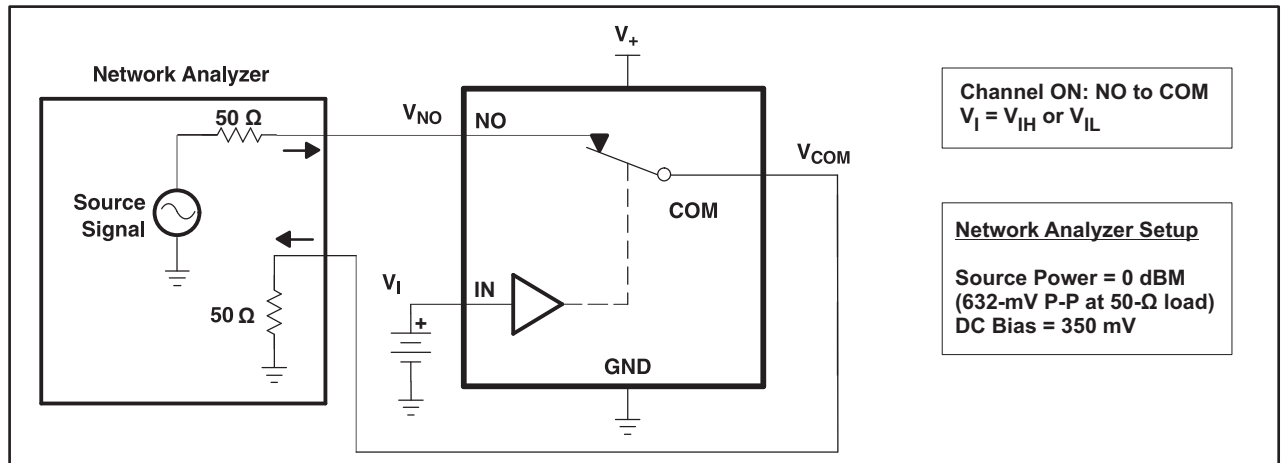 V+
Network Analyzer
50 Ω
VNO
NO
VCOM
COM
Source
Signal
50 Ω
VI
+
IN
GND
Channel ON: NO to COM
VI = VIH or VIL
Network Analyzer Setup
Source Power = 0 dBM
(632-mV P-P at 50-Ω load)
DC Bias = 350 mV